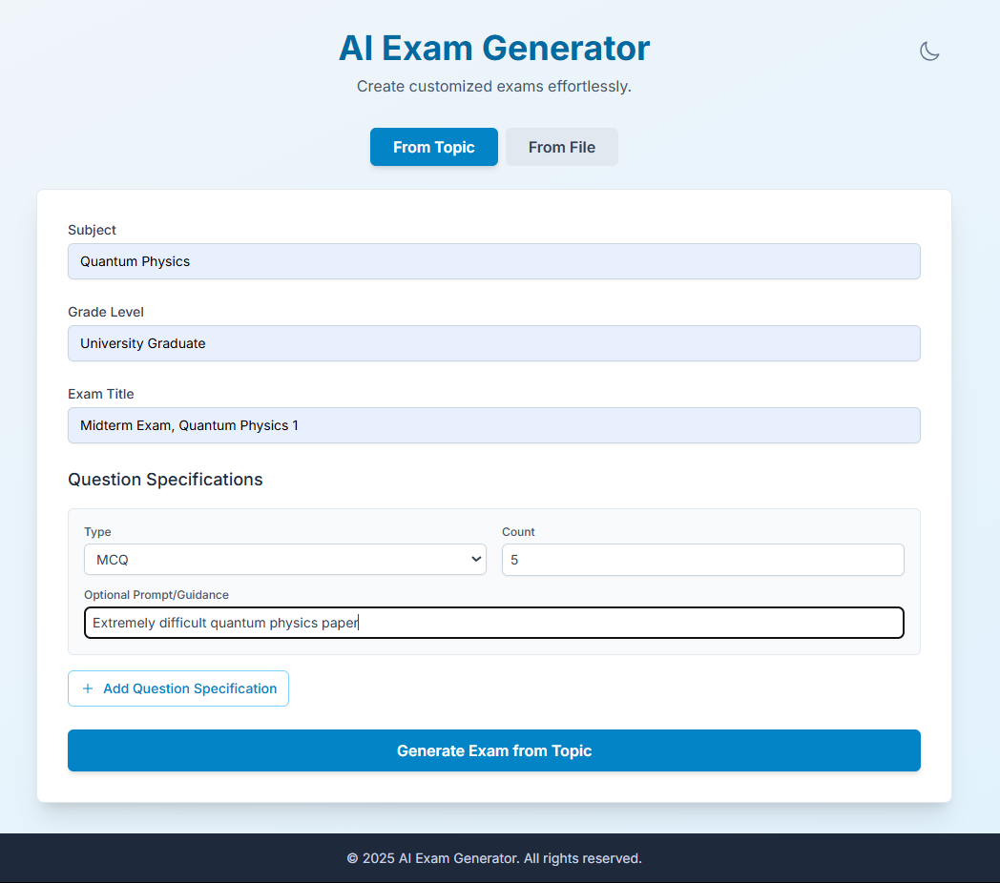 AI Exam Generator
Create customized exams effortlessly.
From Topic From File
Subject
Quantum Physics
Grade Level
University Graduate
Exam Title
Midterm Exam, Quantum Physics 1
Question Specifications
Type Count
MCQ 5
Optional Prompt/Guidance
Extremely difficult quantum physics paper
+ Add Question Specification
Generate Exam from Topic
© 2025 AI Exam Generator. All rights reserved.